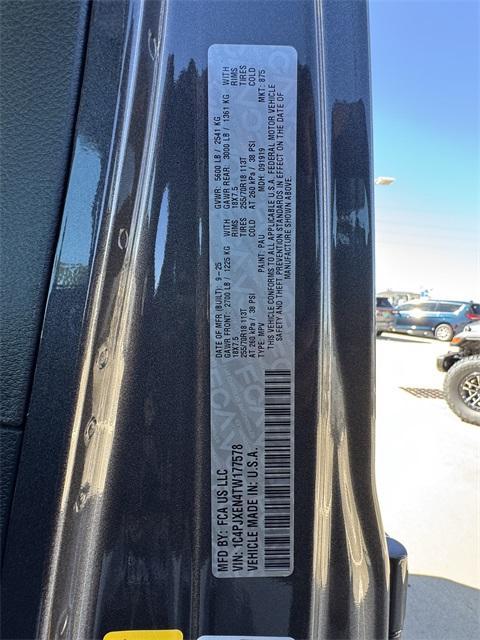 MFD BY: FCA US LLC
VIN: 1C4PJXEN4TW177578
VEHICLE MADE IN: U.S.A.
DATE OF MFR (BUILT): 9-25 GVWR: 5600 LB / 2541 KG
GAWR FRONT: 2700 LB / 1225 KG WITH GAWR REAR: 3000 LB / 1361 KG WITH
18X7.5 RIMS 18X7.5 RIMS
255/70R18 113T TIRES 255/70R18 113T TIRES
AT 260 kPa / 38 PSI COLD AT 260 kPa / 38 PSI COLD
TYPE: MPV PAINT: PAU MDH: 091919 MKT: 875
THIS VEHICLE CONFORMS TO ALL APPLICABLE U.S.A. FEDERAL MOTOR VEHICLE
SAFETY AND THEFT PREVENTION STANDARDS IN EFFECT ON THE DATE OF
MANUFACTURE SHOWN ABOVE.